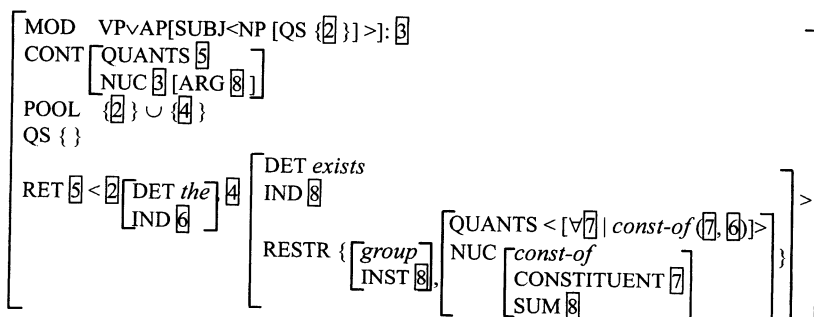 MOD VP∨AP[SUBJ<NP [QS {2}] >]: 3
CONT QUANTS 5
NUC 3 [ARG 8 ]
POOL {2} ∪ {4}
QS { }
DET exists
RET 5 < 2 DET the, 4 IND 8
IND 6
QUANTS < [∀7 | const-of (7, 6)]> >
RESTR { group, NUC const-of }
INST 8 CONSTITUENT 7
SUM 8